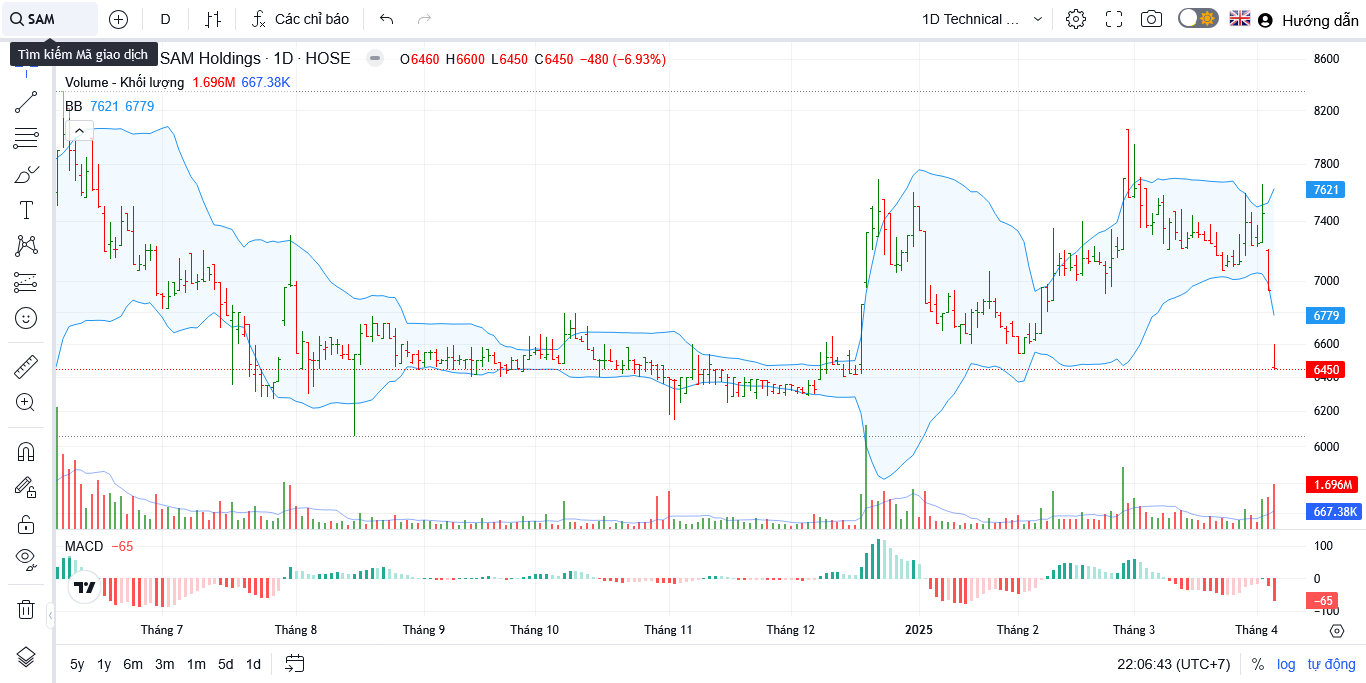 SAM D Các chỉ báo 1D Technical ... Hướng dẫn
Tìm kiếm Mã giao dịch
SAM Holdings · 1D · HOSE O6460 H6600 L6450 C6450 −480 (−6.93%)
Volume - Khối lượng 1.696M 667.38K
BB 7621 6779
8600
8200
7800
7621
7400
7000
6779
6600
6450
6400
6200
6000
1.696M
667.38K
MACD −65
100
0
−65
−100
Tháng 7 Tháng 8 Tháng 9 Tháng 10 Tháng 11 Tháng 12 2025 Tháng 2 Tháng 3 Tháng 4
5y 1y 6m 3m 1m 5d 1d 22:06:43 (UTC+7) % log tự động